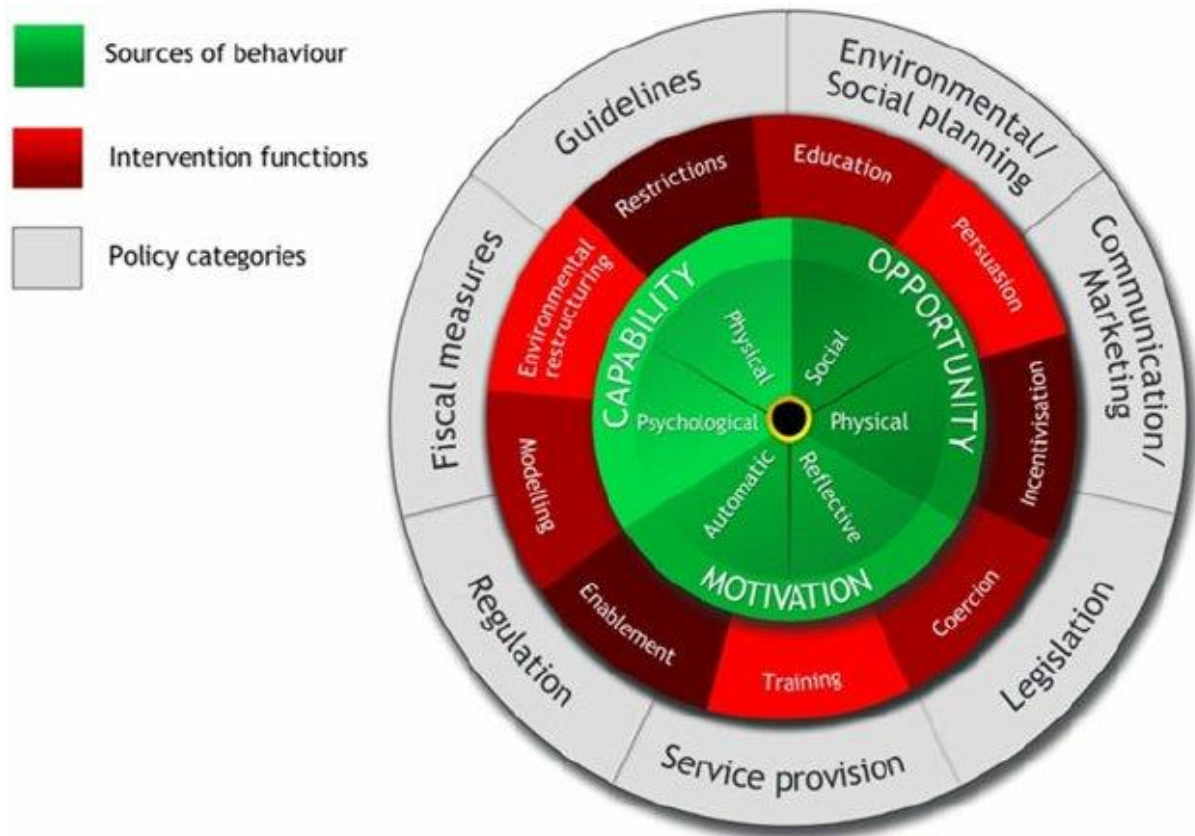 Sources of behaviour
Intervention functions
Policy categories
Guidelines
Environmental/
Social planning
Communication/
Marketing
Legislation
Service provision
Regulation
Fiscal measures
Restrictions
Education
Persuasion
Incentivisation
Coercion
Training
Enablement
Modelling
Environmental
restructuring
CAPABILITY
OPPORTUNITY
MOTIVATION
Physical
Social
Psychological
Physical
Automatic
Reflective